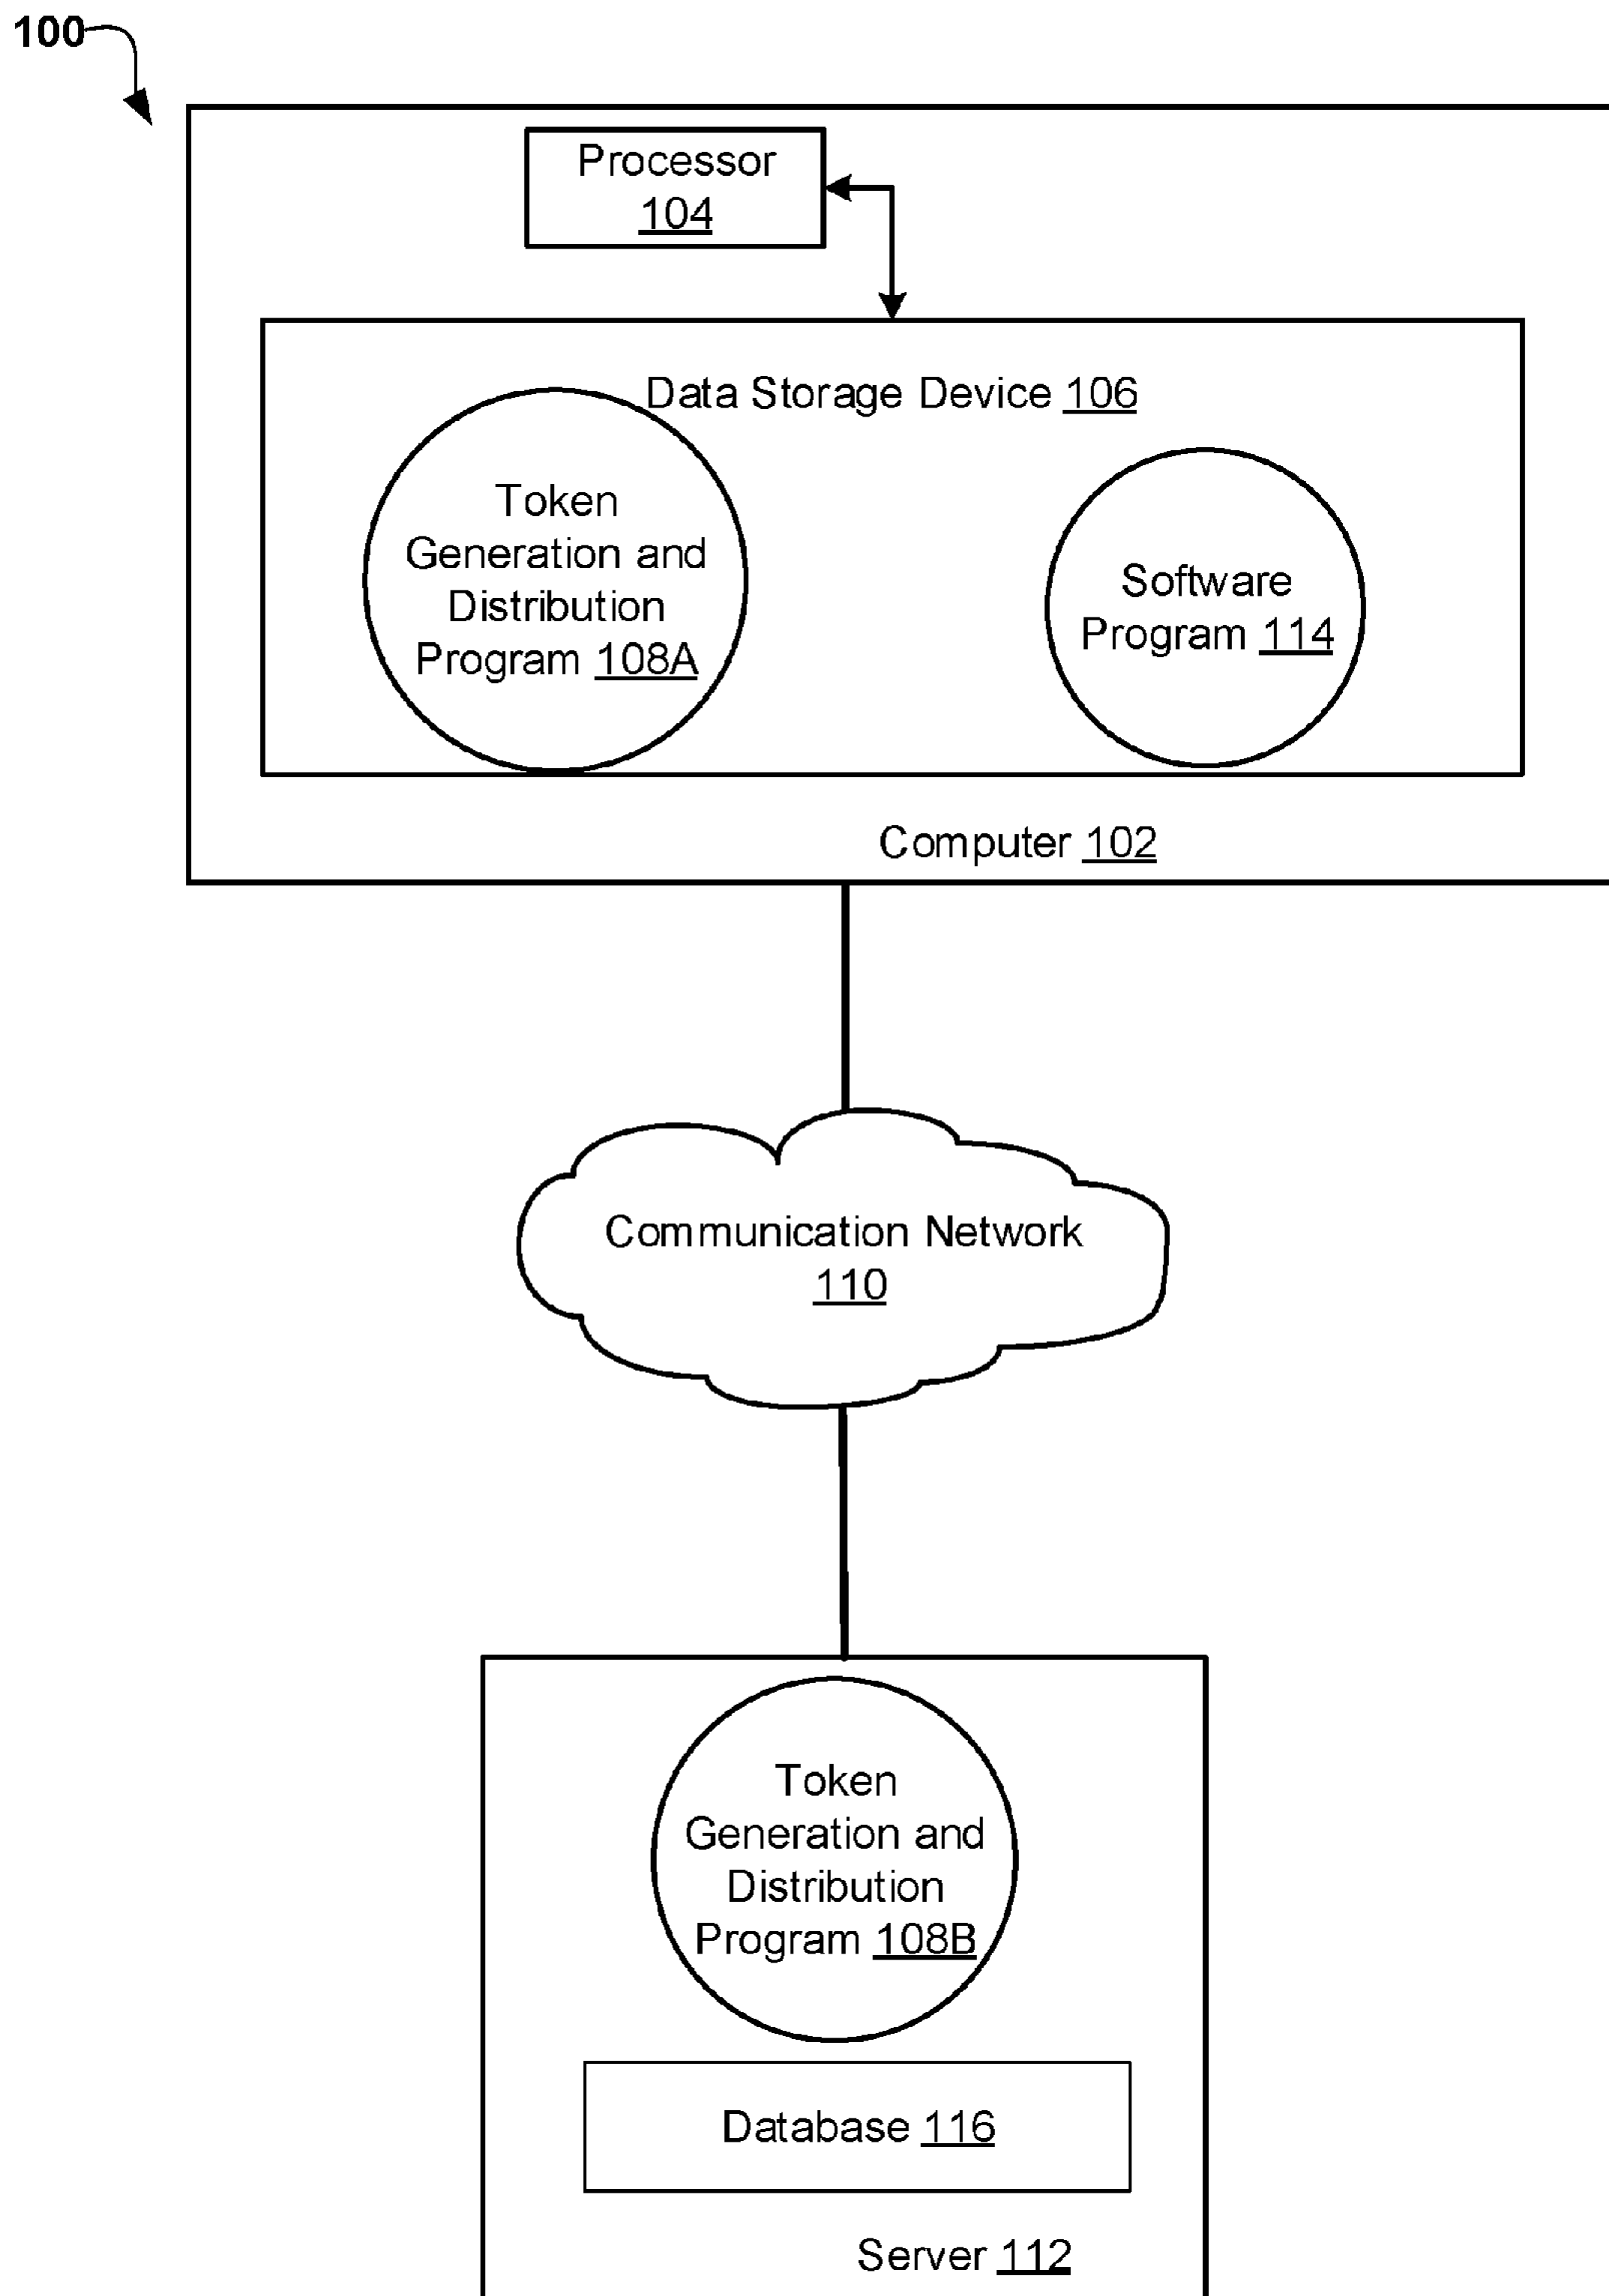 100
Processor
104
Data Storage Device 106
Token
Generation and
Distribution
Program 108A
Software
Program 114
Computer 102
Communication Network
110
Token
Generation and
Distribution
Program 108B
Database 116
Server 112